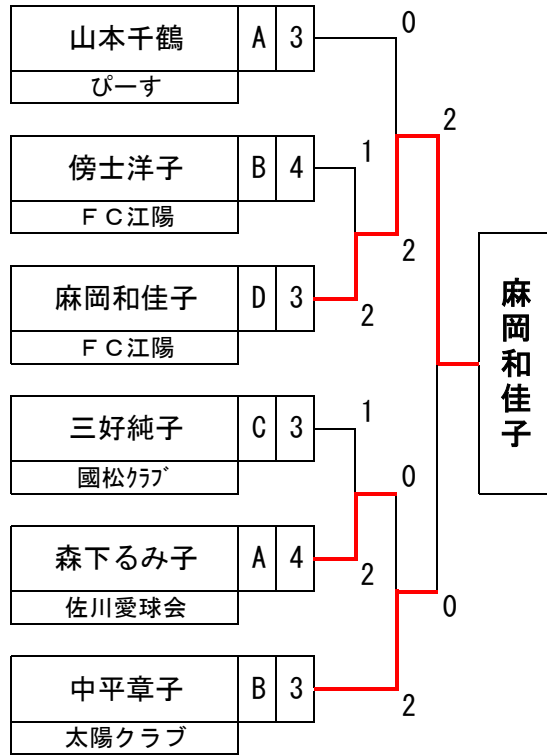 山本千鶴 A 3
ぴーす
0
2
傍士洋子 B 4
ＦＣ江陽
1
2
麻岡和佳子 D 3
ＦＣ江陽
2
麻岡和佳子
三好純子 C 3
國松ｸﾗﾌﾞ
1
0
森下るみ子 A 4
佐川愛球会
2
0
中平章子 B 3
太陽クラブ
2